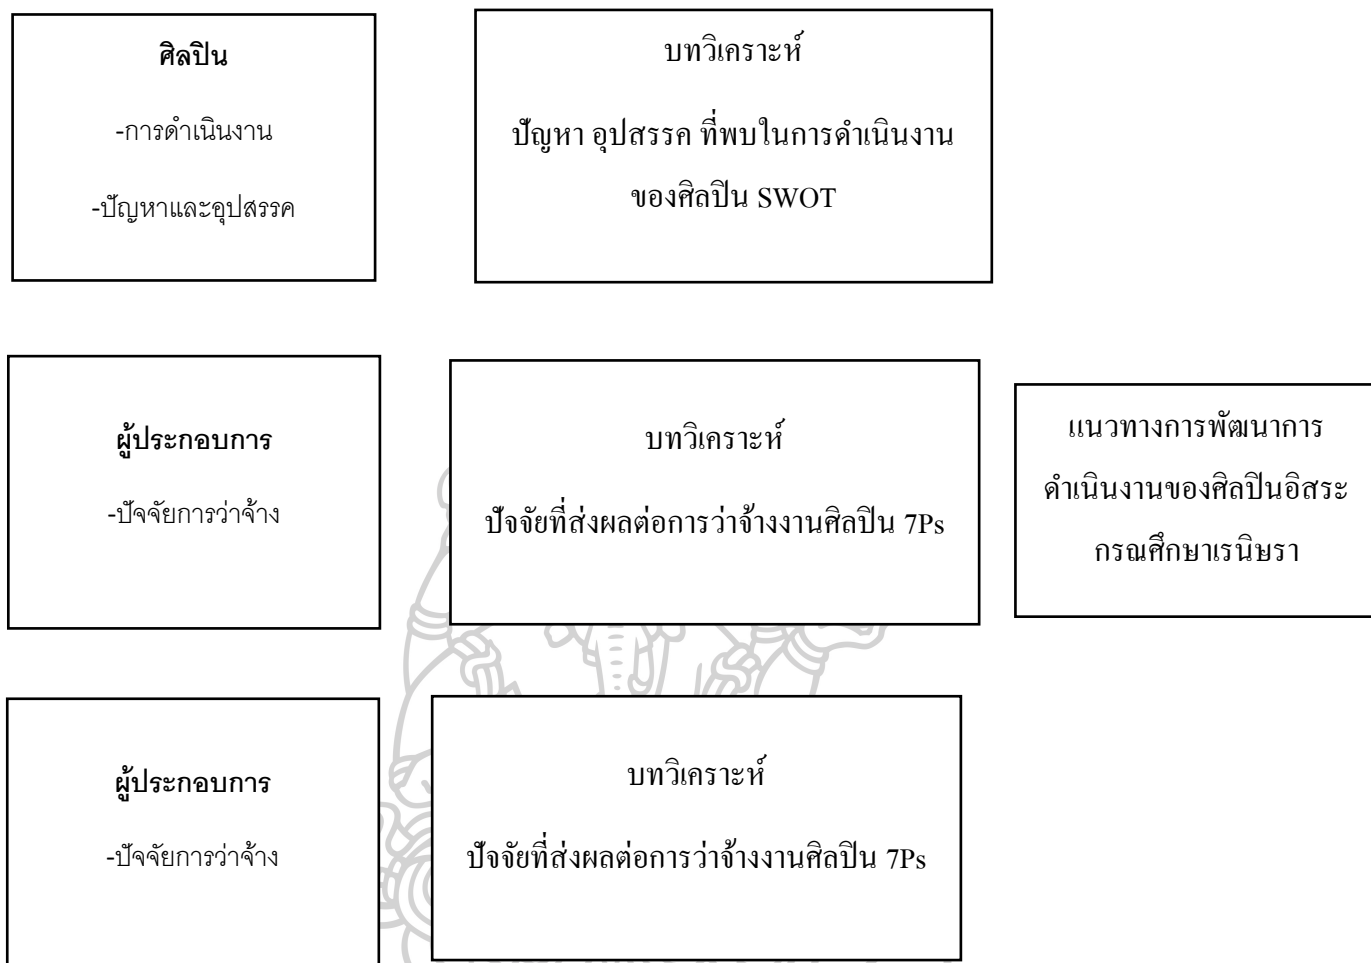 ศิลปิน
-การดำเนินงาน
-ปัญหาและอุปสรรค
บทวิเคราะห์
ปัญหา อุปสรรค ที่พบในการดำเนินงาน
ของศิลปิน SWOT
ผู้ประกอบการ
-ปัจจัยการว่าจ้าง
บทวิเคราะห์
ปัจจัยที่ส่งผลต่อการว่าจ้างงานศิลปิน 7Ps
แนวทางการพัฒนาการ
ดำเนินงานของศิลปินอิสระ
กรณศึกษาเรนิษรา
ผู้ประกอบการ
-ปัจจัยการว่าจ้าง
บทวิเคราะห์
ปัจจัยที่ส่งผลต่อการว่าจ้างงานศิลปิน 7Ps